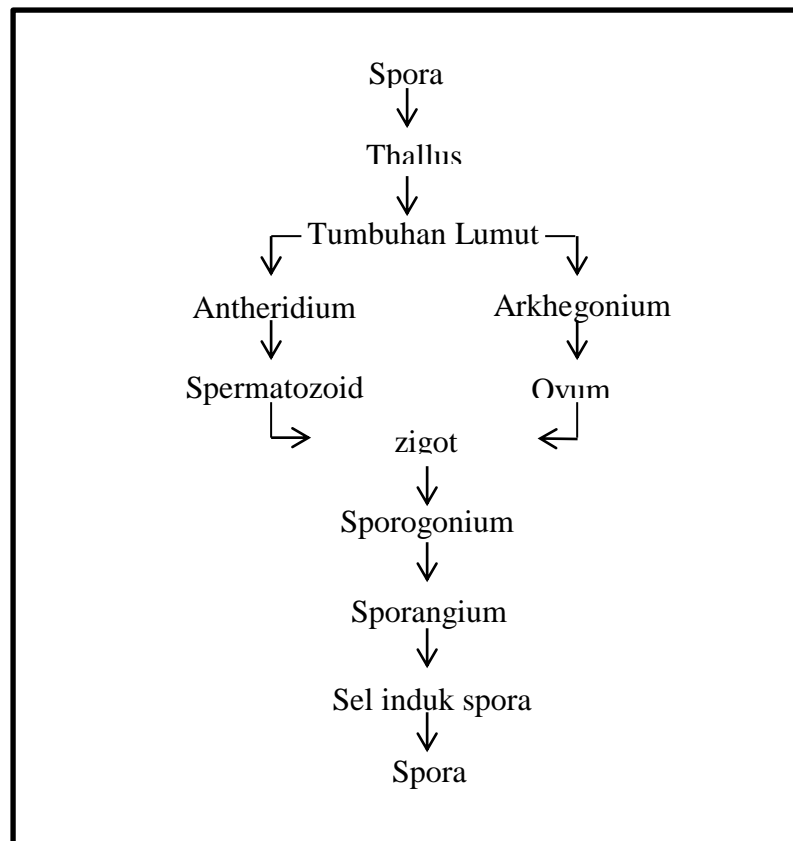 Spora
Thallus
Tumbuhan Lumut
Antheridium Arkhegonium
Spermatozoid Ovum
zigot
Sporogonium
Sporangium
Sel induk spora
Spora